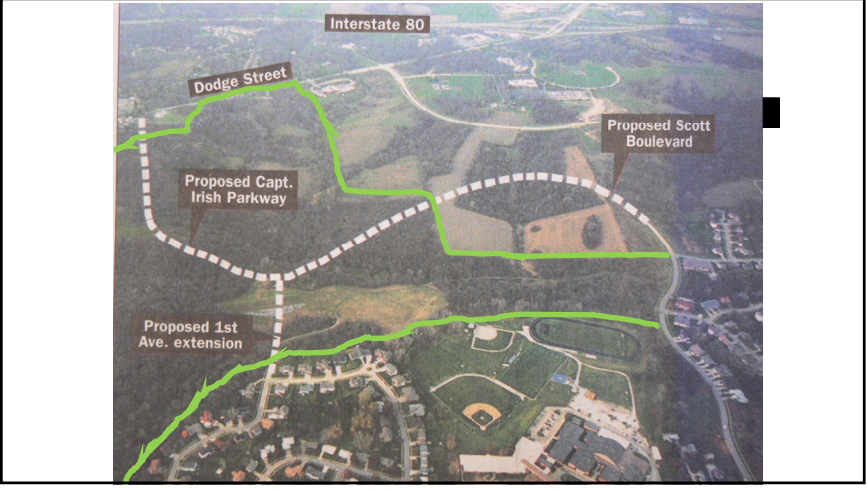 Interstate 80
Dodge Street
Proposed Scott
Boulevard
Proposed Capt.
Irish Parkway
Proposed 1st
Ave. extension